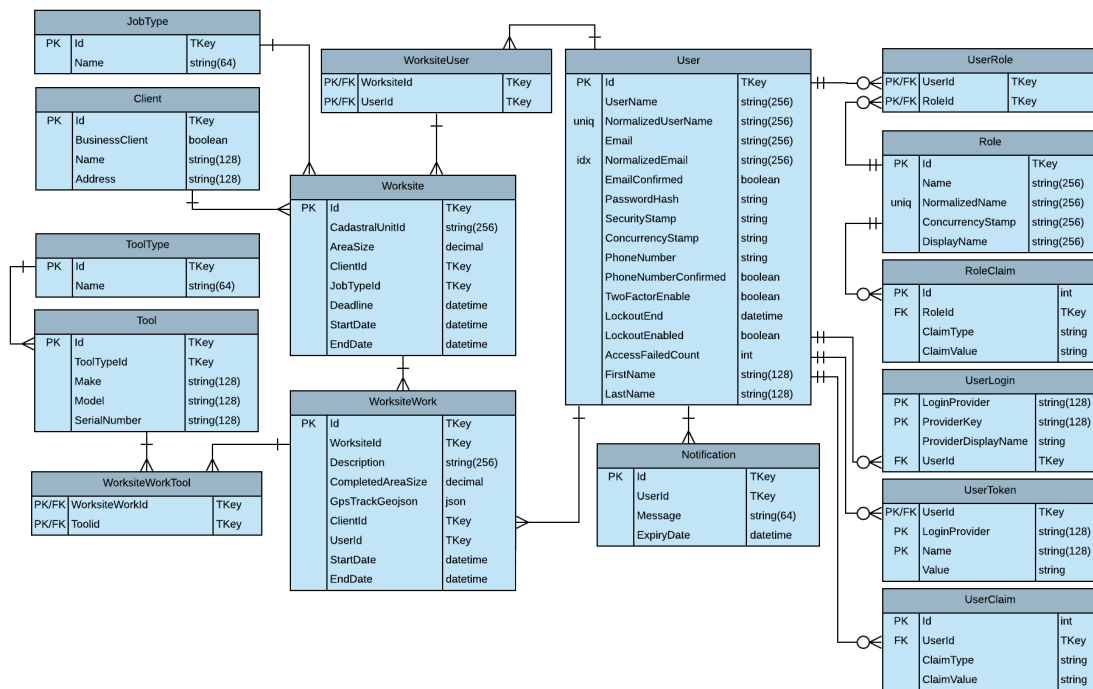 JobType
PK Id TKey
Name string(64)
Client
PK Id TKey
BusinessClient boolean
Name string(128)
Address string(128)
ToolType
PK Id TKey
Name string(64)
Tool
PK Id TKey
ToolTypeId TKey
Make string(128)
Model string(128)
SerialNumber string(128)
WorksiteWorkTool
PK/FK WorksiteWorkId TKey
PK/FK Toolid TKey
WorksiteUser
PK/FK WorksiteId TKey
PK/FK UserId TKey
Worksite
PK Id TKey
CadastralUnitId string(256)
AreaSize decimal
ClientId TKey
JobTypeId TKey
Deadline datetime
StartDate datetime
EndDate datetime
WorksiteWork
PK Id TKey
WorksiteId TKey
Description string(256)
CompletedAreaSize decimal
GpsTrackGeojson json
ClientId TKey
UserId TKey
StartDate datetime
EndDate datetime
User
PK Id TKey
UserName string(256)
uniq NormalizedUserName string(256)
Email string(256)
idx NormalizedEmail string(256)
EmailConfirmed boolean
PasswordHash string
SecurityStamp string
ConcurrencyStamp string
PhoneNumber string
PhoneNumberConfirmed boolean
TwoFactorEnable boolean
LockoutEnd datetime
LockoutEnabled boolean
AccessFailedCount int
FirstName string(128)
LastName string(128)
Notification
PK Id TKey
UserId TKey
Message string(64)
ExpiryDate datetime
UserRole
PK/FK UserId TKey
PK/FK RoleId TKey
Role
PK Id TKey
Name string(256)
uniq NormalizedName string(256)
ConcurrencyStamp string(256)
DisplayName string(256)
RoleClaim
PK Id int
FK RoleId TKey
ClaimType string
ClaimValue string
UserLogin
PK LoginProvider string(128)
PK ProviderKey string(128)
ProviderDisplayName string
FK UserId TKey
UserToken
PK/FK UserId TKey
PK LoginProvider string(128)
PK Name string(128)
Value string
UserClaim
PK Id int
FK UserId TKey
ClaimType string
ClaimValue string